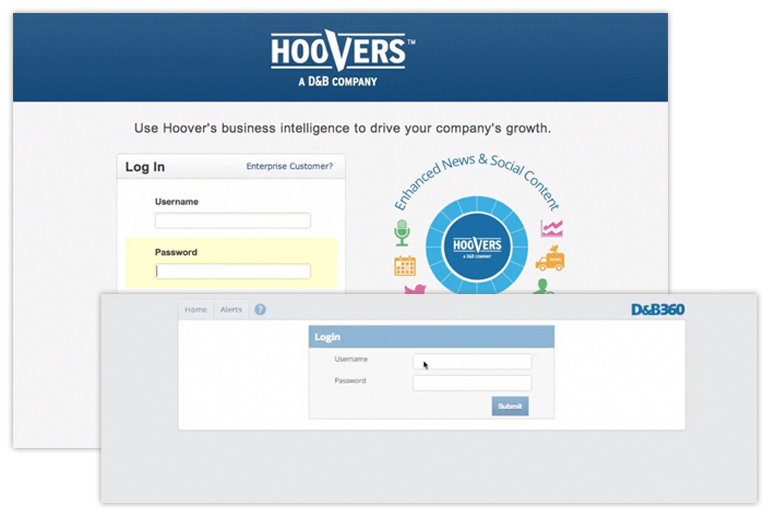 HOOVERS™
A D&B COMPANY
Use Hoover's business intelligence to drive your company's growth.
Log In
Enterprise Customer?
Username
Password
Enhanced News & Social Content
HOOVERS
A D&B COMPANY
Home
Alerts
?
D&B360
Login
Username
Password
Submit